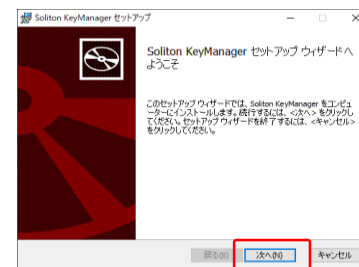 Soliton KeyManager セットアップ
Soliton KeyManager セットアップ ウィザードへ
ようこそ
このセットアップ ウィザードでは、Soliton KeyManager をコンピュ
ーターにインストールします。続行するには、<次へ> をクリックし
てください。セットアップ ウィザードを終了するには、<キャンセル>
をクリックしてください。
戻る(B) 次へ(N) キャンセル